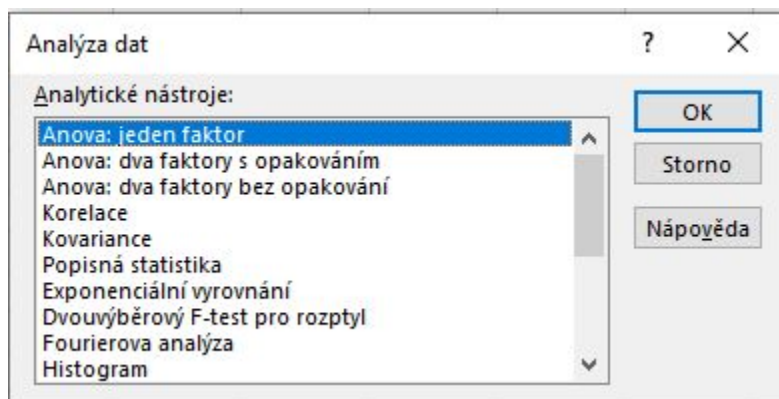 Analýza dat
?
Analytické nástroje:
Anova: jeden faktor
Anova: dva faktory s opakováním
Anova: dva faktory bez opakování
Korelace
Kovariance
Popisná statistika
Exponenciální vyrovnání
Dvouvýběrový F-test pro rozptyl
Fourierova analýza
Histogram
OK
Storno
Nápověda